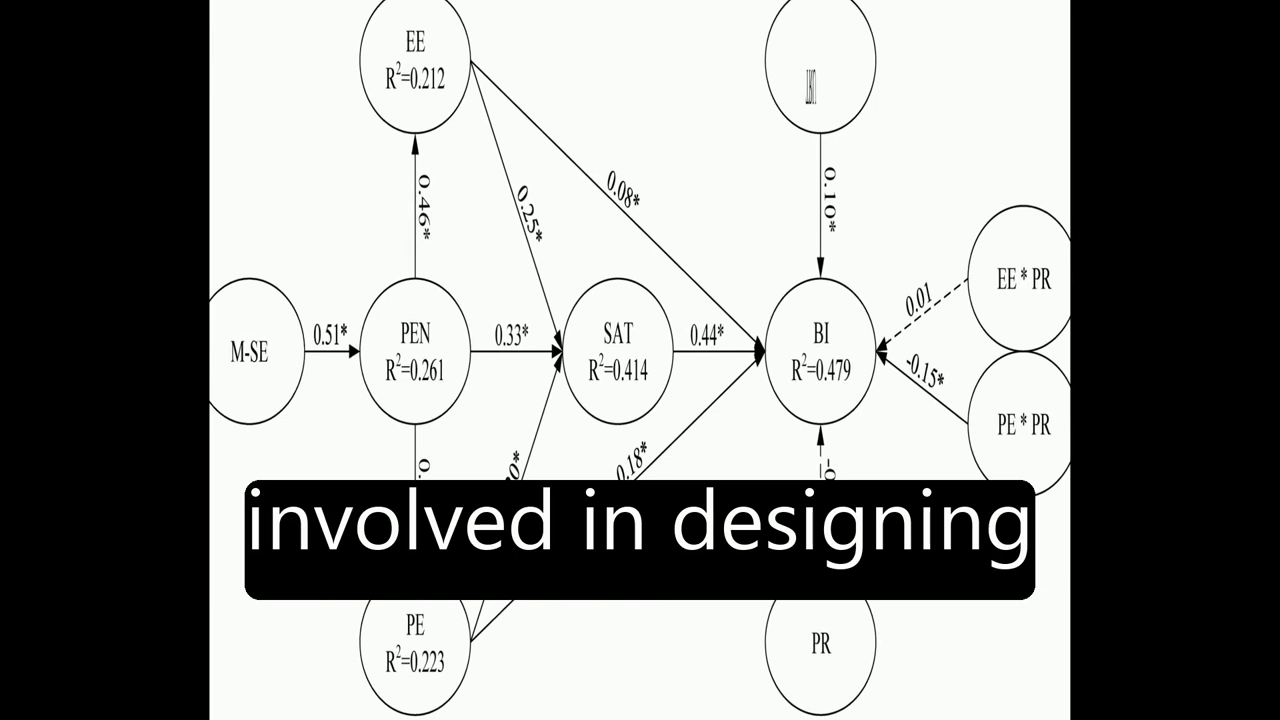 EE
R²=0.212
0.46*
0.25*
0.08*
0.10*
EE * PR
0.01
M-SE
0.51*
PEN
R²=0.261
0.33*
SAT
R²=0.414
0.44*
BI
R²=0.479
-0.15*
PE * PR
0.18*
involved in designing
PE
R²=0.223
PR